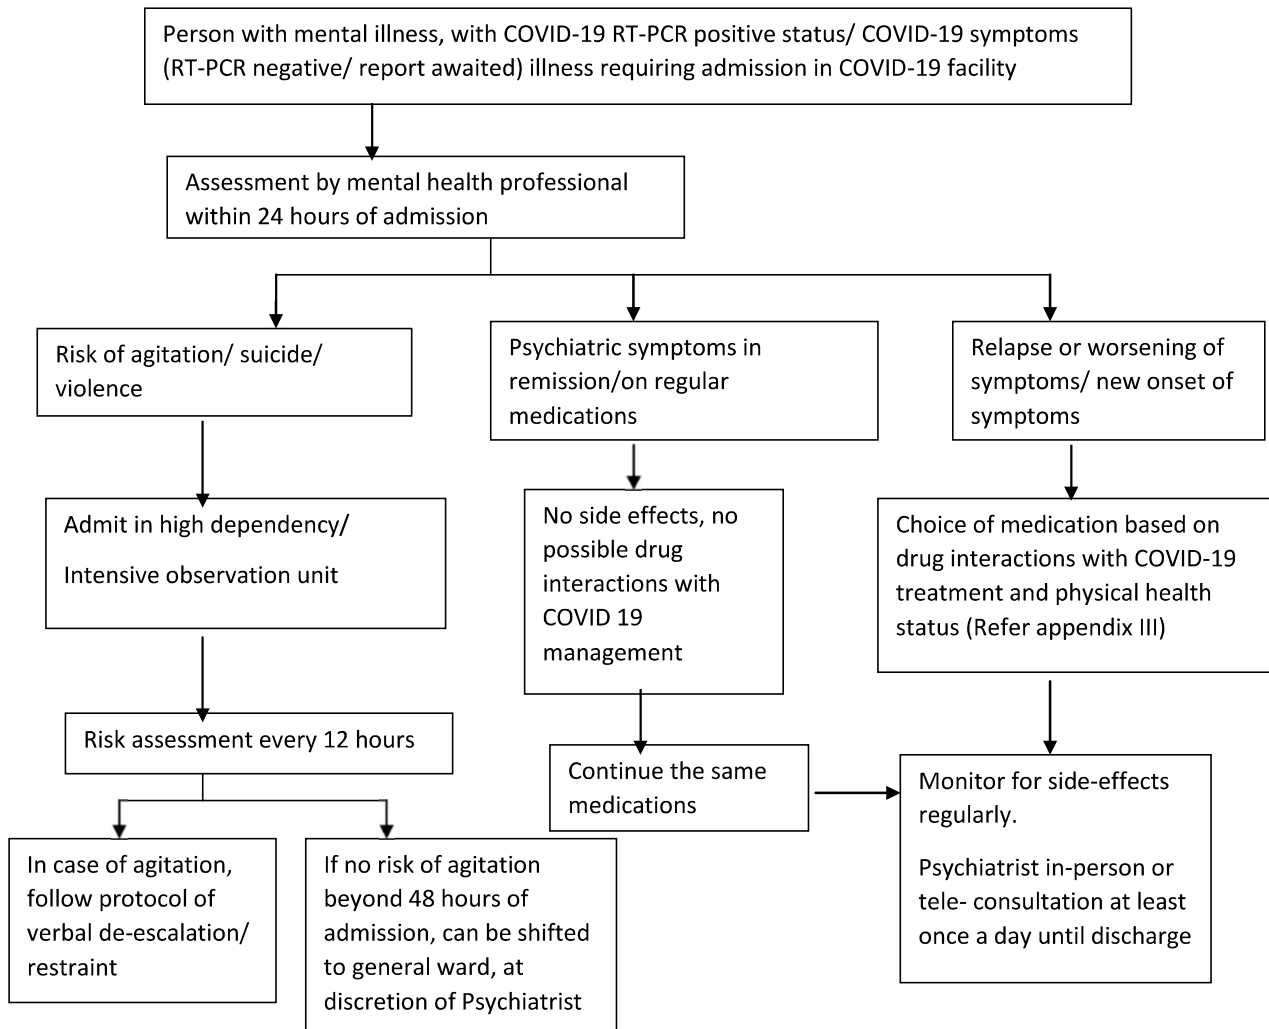 Person with mental illness, with COVID-19 RT-PCR positive status/ COVID-19 symptoms
(RT-PCR negative/ report awaited) illness requiring admission in COVID-19 facility
Assessment by mental health professional
within 24 hours of admission
Risk of agitation/ suicide/
violence
Psychiatric symptoms in
remission/on regular
medications
Relapse or worsening of
symptoms/ new onset of
symptoms
Admit in high dependency/
Intensive observation unit
No side effects, no
possible drug
interactions with
COVID 19
management
Choice of medication based on
drug interactions with COVID-19
treatment and physical health
status (Refer appendix III)
Risk assessment every 12 hours
Continue the same
medications
Monitor for side-effects
regularly.
Psychiatrist in-person or
tele- consultation at least
once a day until discharge
In case of agitation,
follow protocol of
verbal de-escalation/
restraint
If no risk of agitation
beyond 48 hours of
admission, can be shifted
to general ward, at
discretion of Psychiatrist